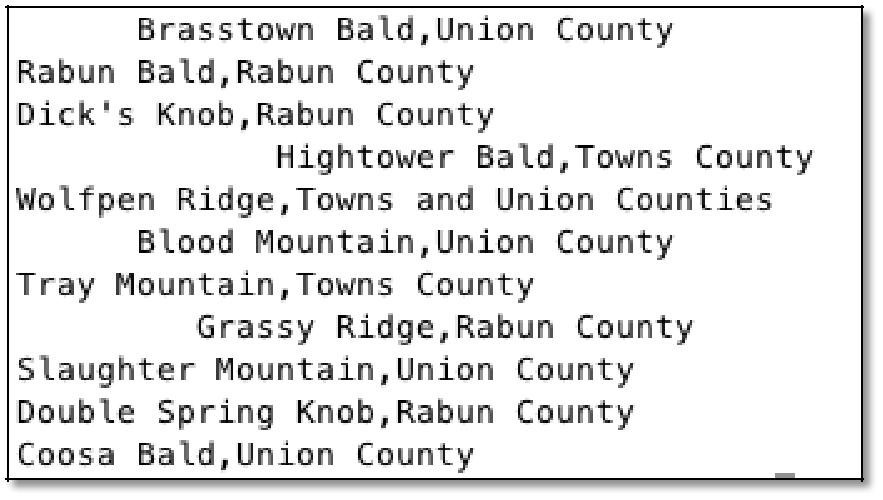 Brasstown Bald,Union County
Rabun Bald,Rabun County
Dick's Knob,Rabun County
             Hightower Bald,Towns County
Wolfpen Ridge,Towns and Union Counties
      Blood Mountain,Union County
Tray Mountain,Towns County
         Grassy Ridge,Rabun County
Slaughter Mountain,Union County
Double Spring Knob,Rabun County
Coosa Bald,Union County